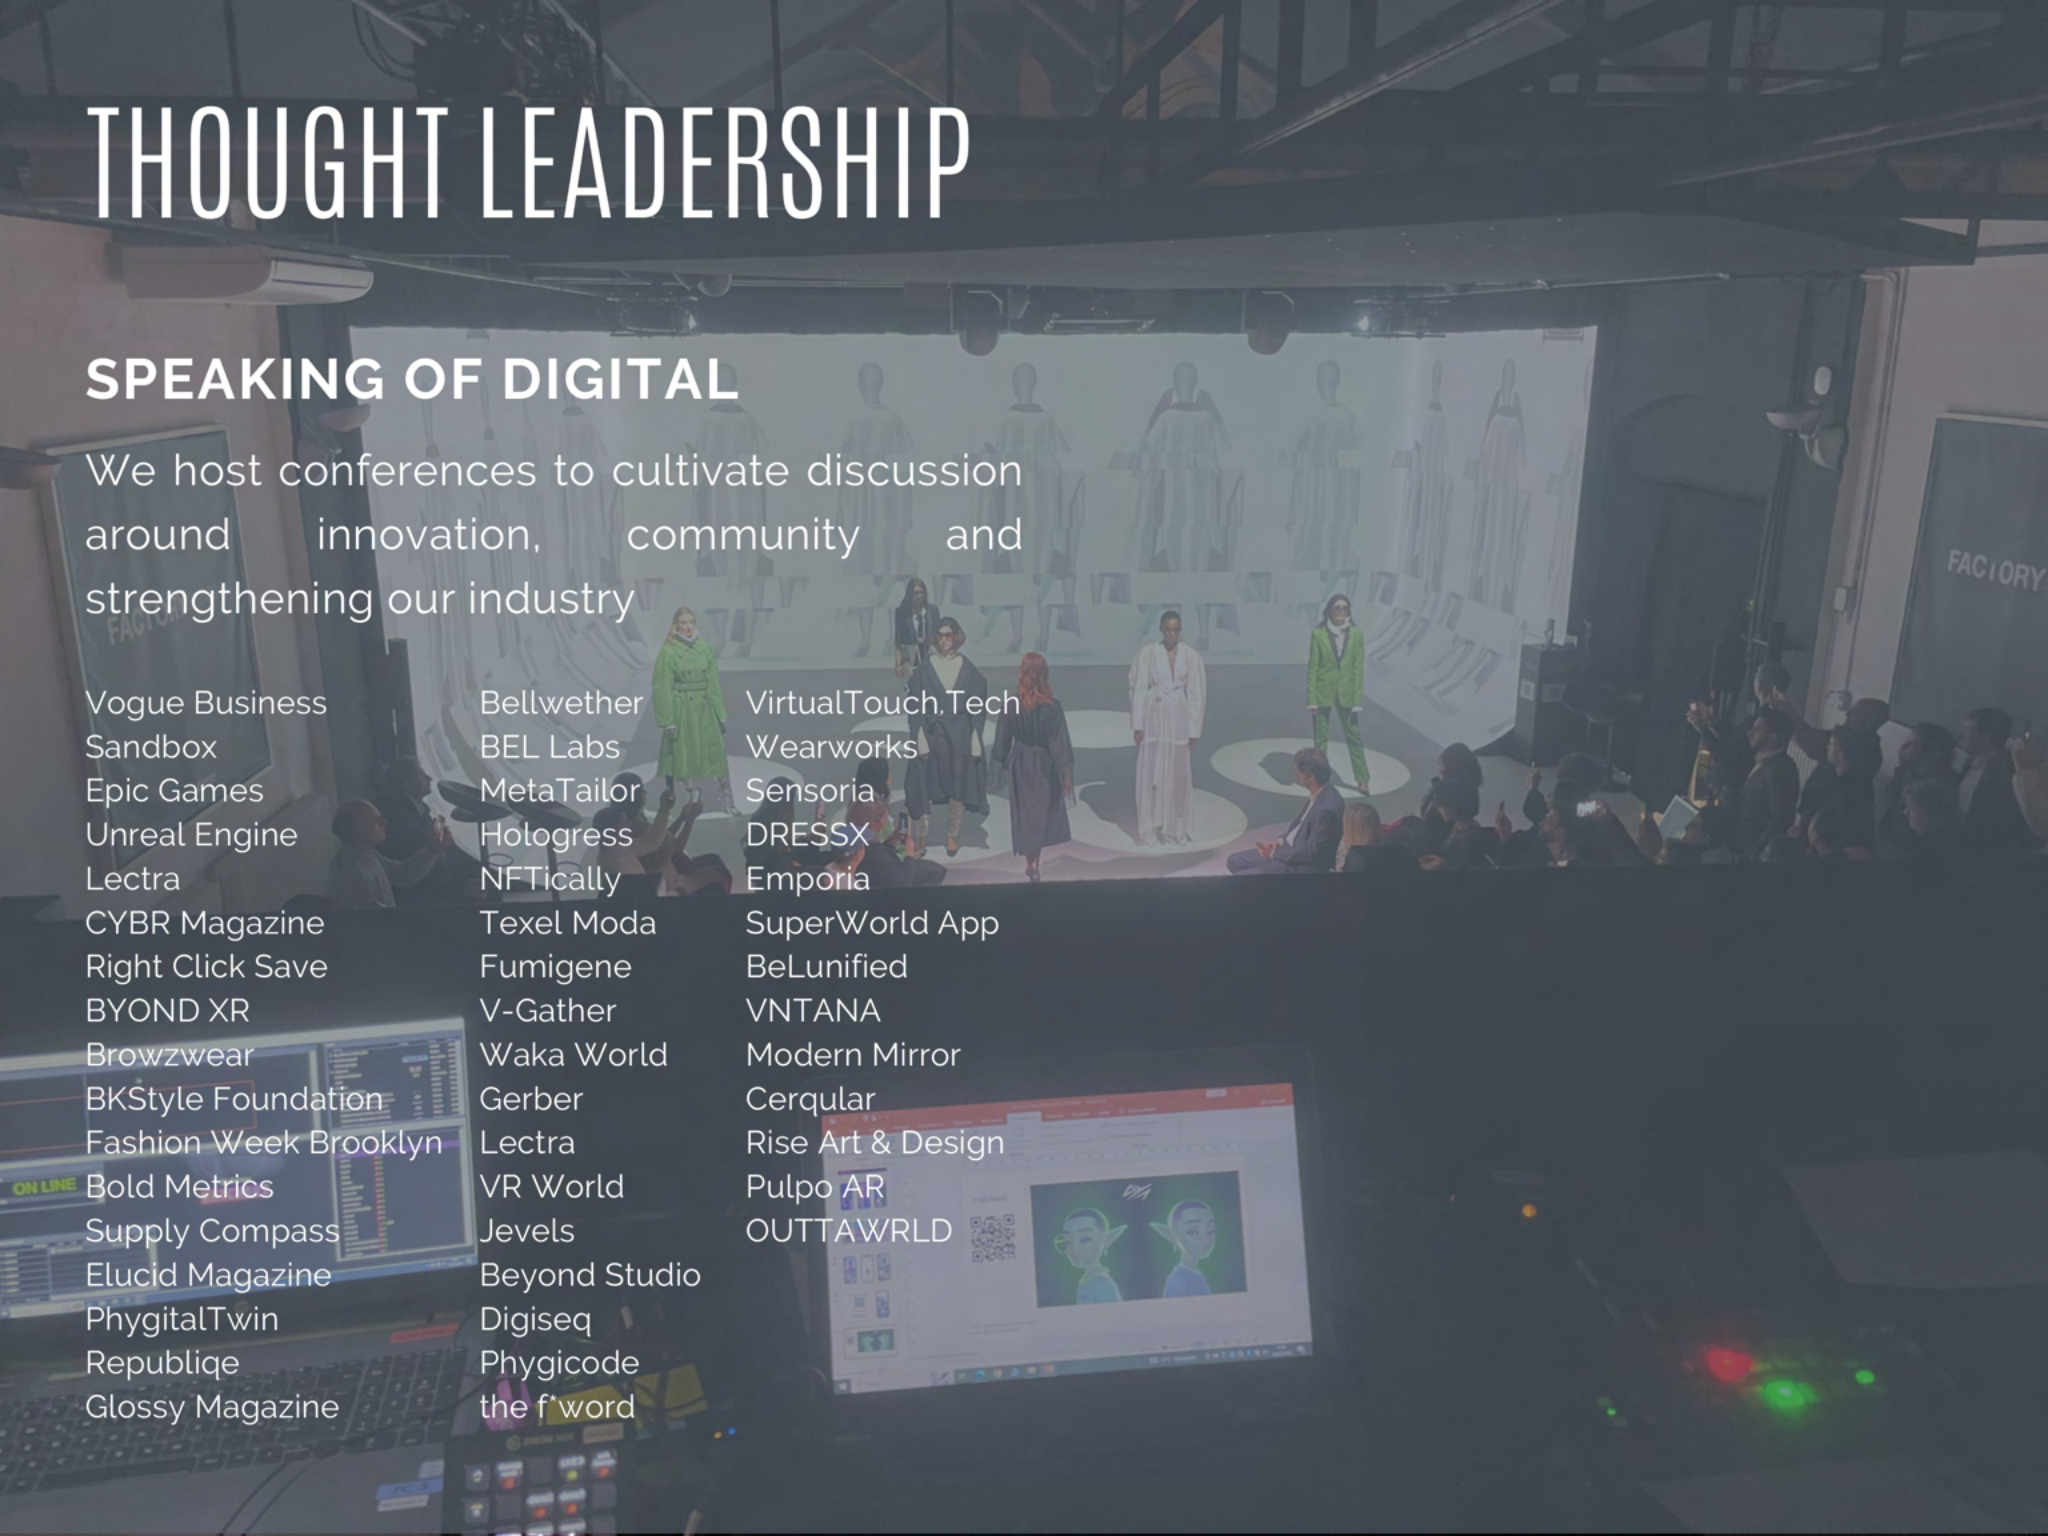 THOUGHT LEADERSHIP
SPEAKING OF DIGITAL
We host conferences to cultivate discussion
around innovation, community and
strengthening our industry
Vogue Business
Sandbox
Epic Games
Unreal Engine
Lectra
CYBR Magazine
Right Click Save
BYOND XR
Browzwear
BKStyle Foundation
Fashion Week Brooklyn
Bold Metrics
Supply Compass
Elucid Magazine
PhygitalTwin
Republiqe
Glossy Magazine
Bellwether
BEL Labs
MetaTailor
Hologress
NFTically
Texel Moda
Fumigene
V-Gather
Waka World
Gerber
Lectra
VR World
Jevels
Beyond Studio
Digiseq
Phygicode
the f*word
VirtualTouch.Tech
Wearworks
Sensoria
DRESSX
Emporia
SuperWorld App
BeLunified
VNTANA
Modern Mirror
Cerqular
Rise Art & Design
Pulpo AR
OUTTAWRLD
FACTORY
ON LINE